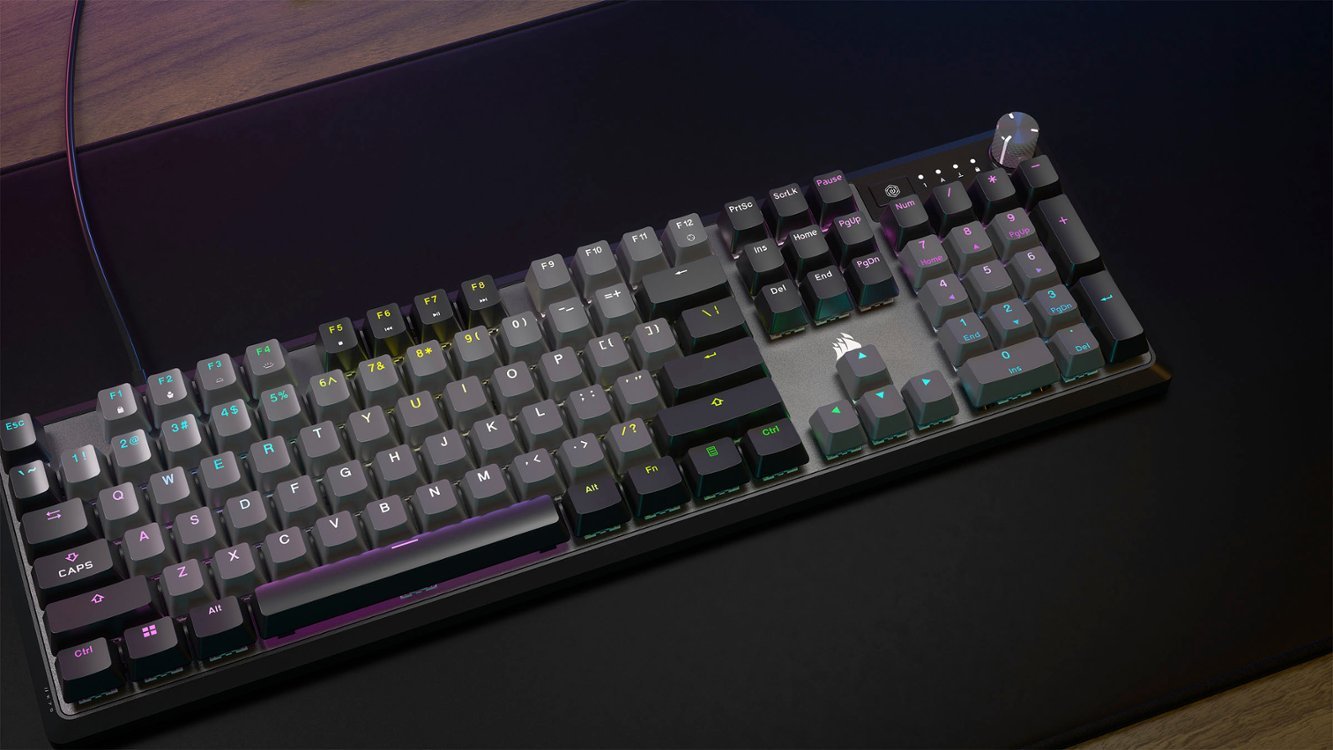 Esc F1 F2 F3 F4 F5 F6 F7 F8 F9 F10 F11 F12 PrtSc ScrLk Pause
\~ 1! 2@ 3# 4$ 5% 6^ 7& 8* 9( 0) -_ =+ Ins Home PgUp Num / * -
Q W E R T Y U I O P [{ ]} \¦ Del End PgDn 7 Home 8 9 PgUp +
CAPS A S D F G H J K L ;: '" 4 5 6
Z X C V B N M ,< .> /? 1 End 2 3 PgDn
Ctrl Alt Alt Fn Ctrl 0 Ins . Del